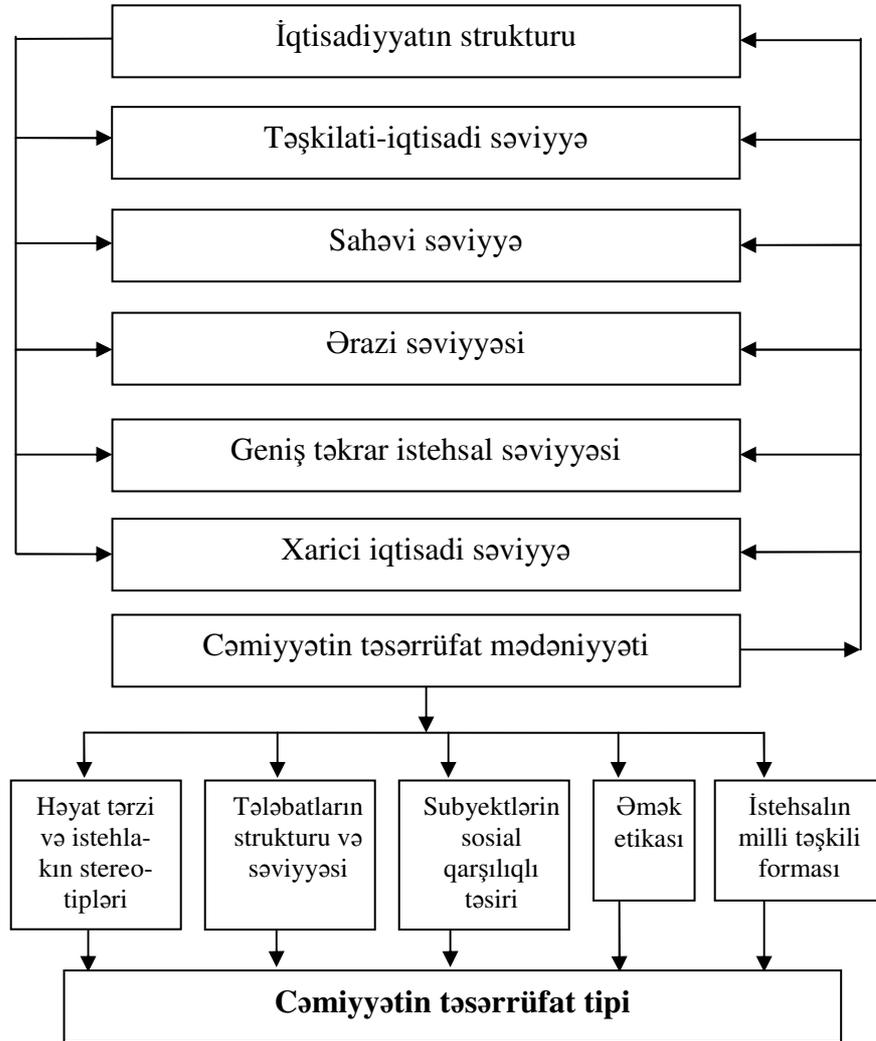 İqtisadiyyatın strukturu
Təşkilati-iqtisadi səviyyə
Sahəvi səviyyə
Ərazi səviyyəsi
Geniş təkrar istehsal səviyyəsi
Xarici iqtisadi səviyyə
Cəmiyyətin təsərrüfat mədəniyyəti
Həyat tərzi
və istehla-
kın stereo-
tipləri
Tələbatların
strukturu və
səviyyəsi
Subyektlərin
sosial
qarşılıqlı
təsiri
Əmək
etikası
İstehsalın
milli təşkili
forması
Cəmiyyətin təsərrüfat tipi